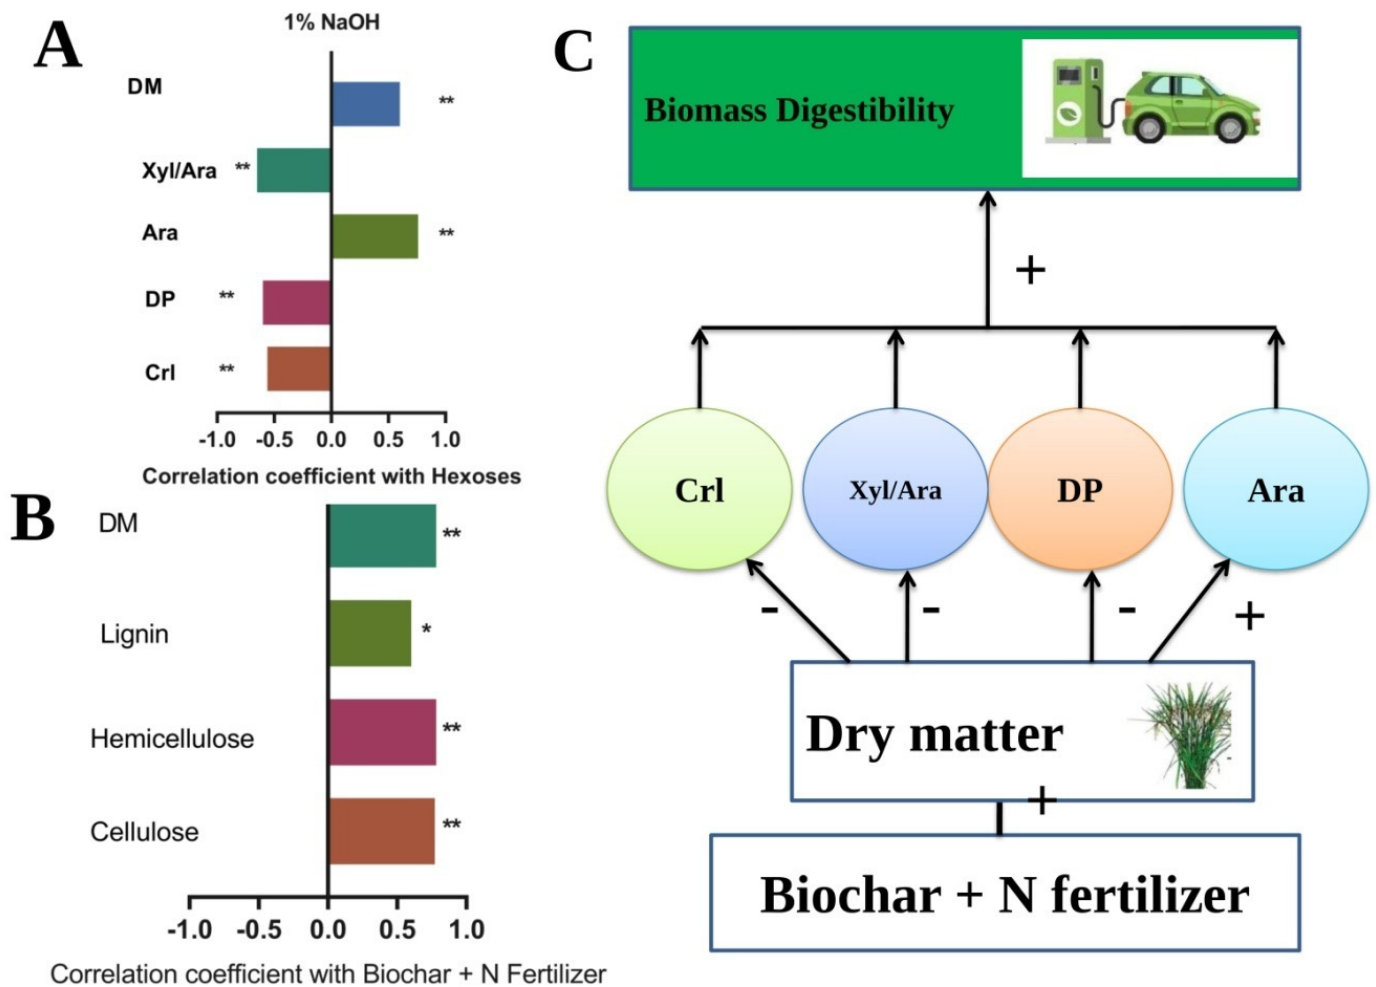 A
1% NaOH
DM
**
Xyl/Ara
**
Ara
**
DP
**
Crl
**
-1.0 -0.5 0.0 0.5 1.0
Correlation coefficient with Hexoses
B
DM
**
Lignin
*
Hemicellulose
**
Cellulose
**
-1.0 -0.5 0.0 0.5 1.0
Correlation coefficient with Biochar + N Fertilizer
C
Biomass Digestibility
+
Crl
Xyl/Ara
DP
Ara
-
-
-
+
Dry matter
+
Biochar + N fertilizer